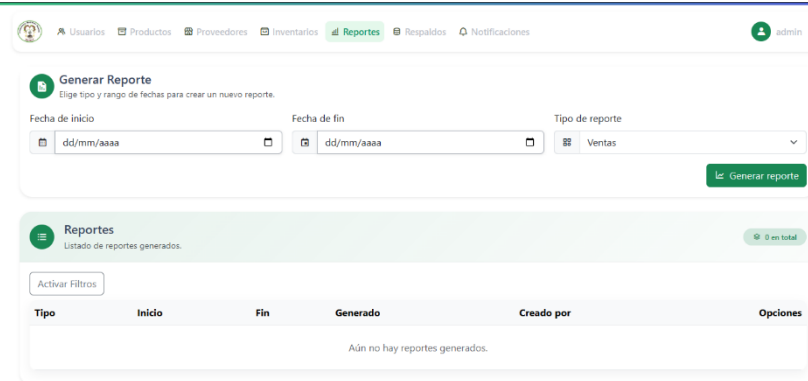 Usuarios Productos Proveedores Inventarios Reportes Respaldos Notificaciones admin
Generar Reporte
Elige tipo y rango de fechas para crear un nuevo reporte.
Fecha de inicio Fecha de fin Tipo de reporte
dd/mm/aaaa dd/mm/aaaa Ventas
Generar reporte
Reportes
Listado de reportes generados.
0 en total
Activar Filtros
Tipo Inicio Fin Generado Creado por Opciones
Aún no hay reportes generados.